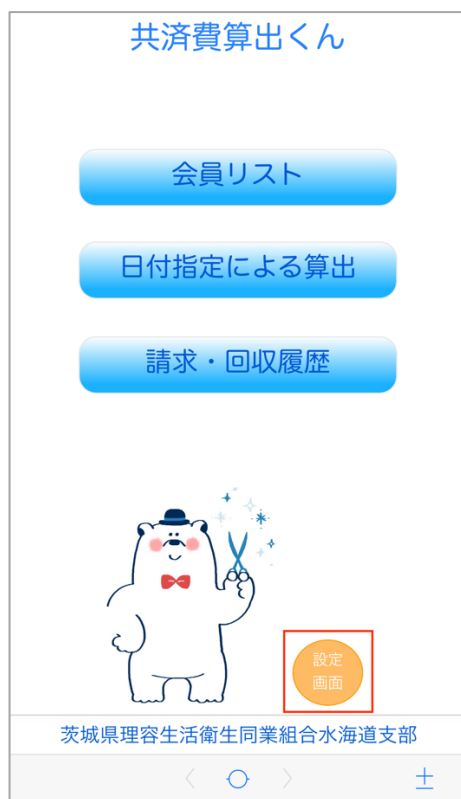 共済費算出くん
会員リスト
日付指定による算出
請求・回収履歴
設定
画面
茨城県理容生活衛生同業組合水海道支部